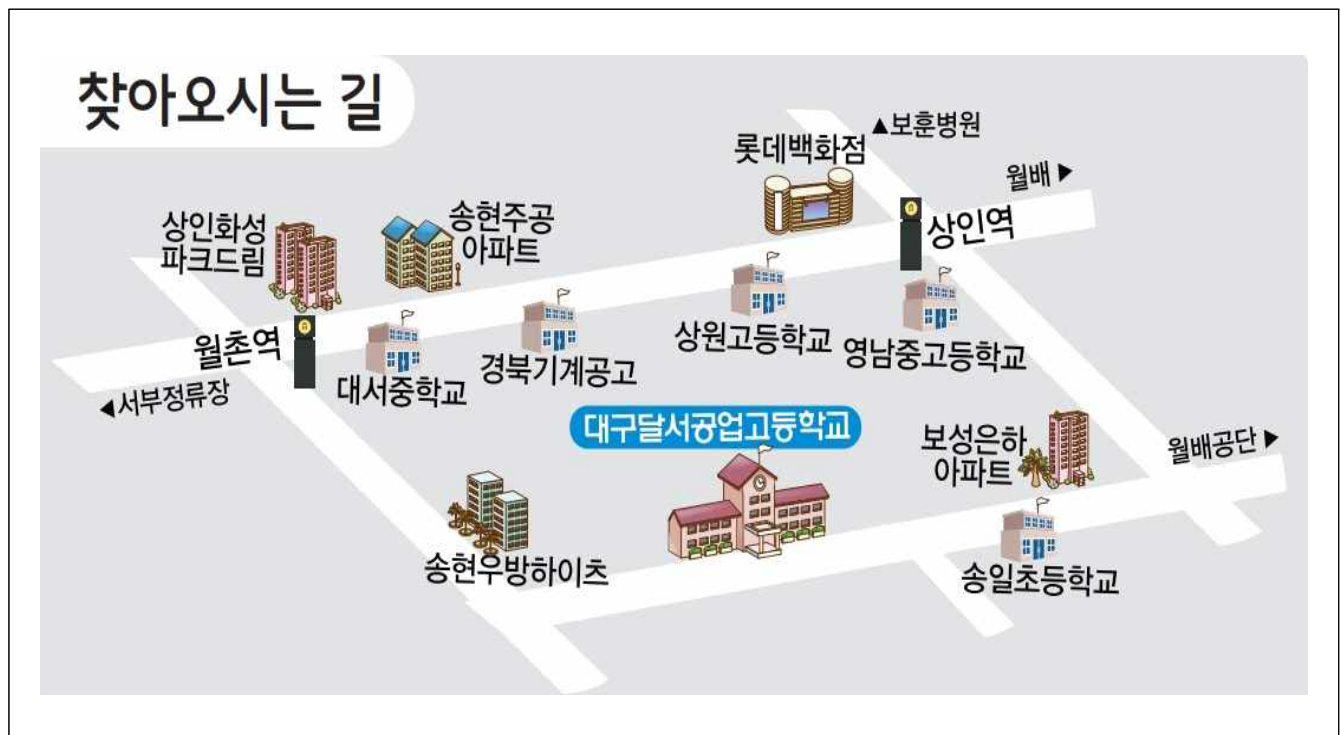 찾아오시는 길
▲보훈병원
롯데백화점
월배 ▶
상인화성
파크드림
송현주공
아파트
상인역
월촌역
대서중학교
경북기계공고
상원고등학교
영남중고등학교
◀서부정류장
대구달서공업고등학교
보성은하
아파트
월배공단 ▶
송현우방하이츠
송일초등학교